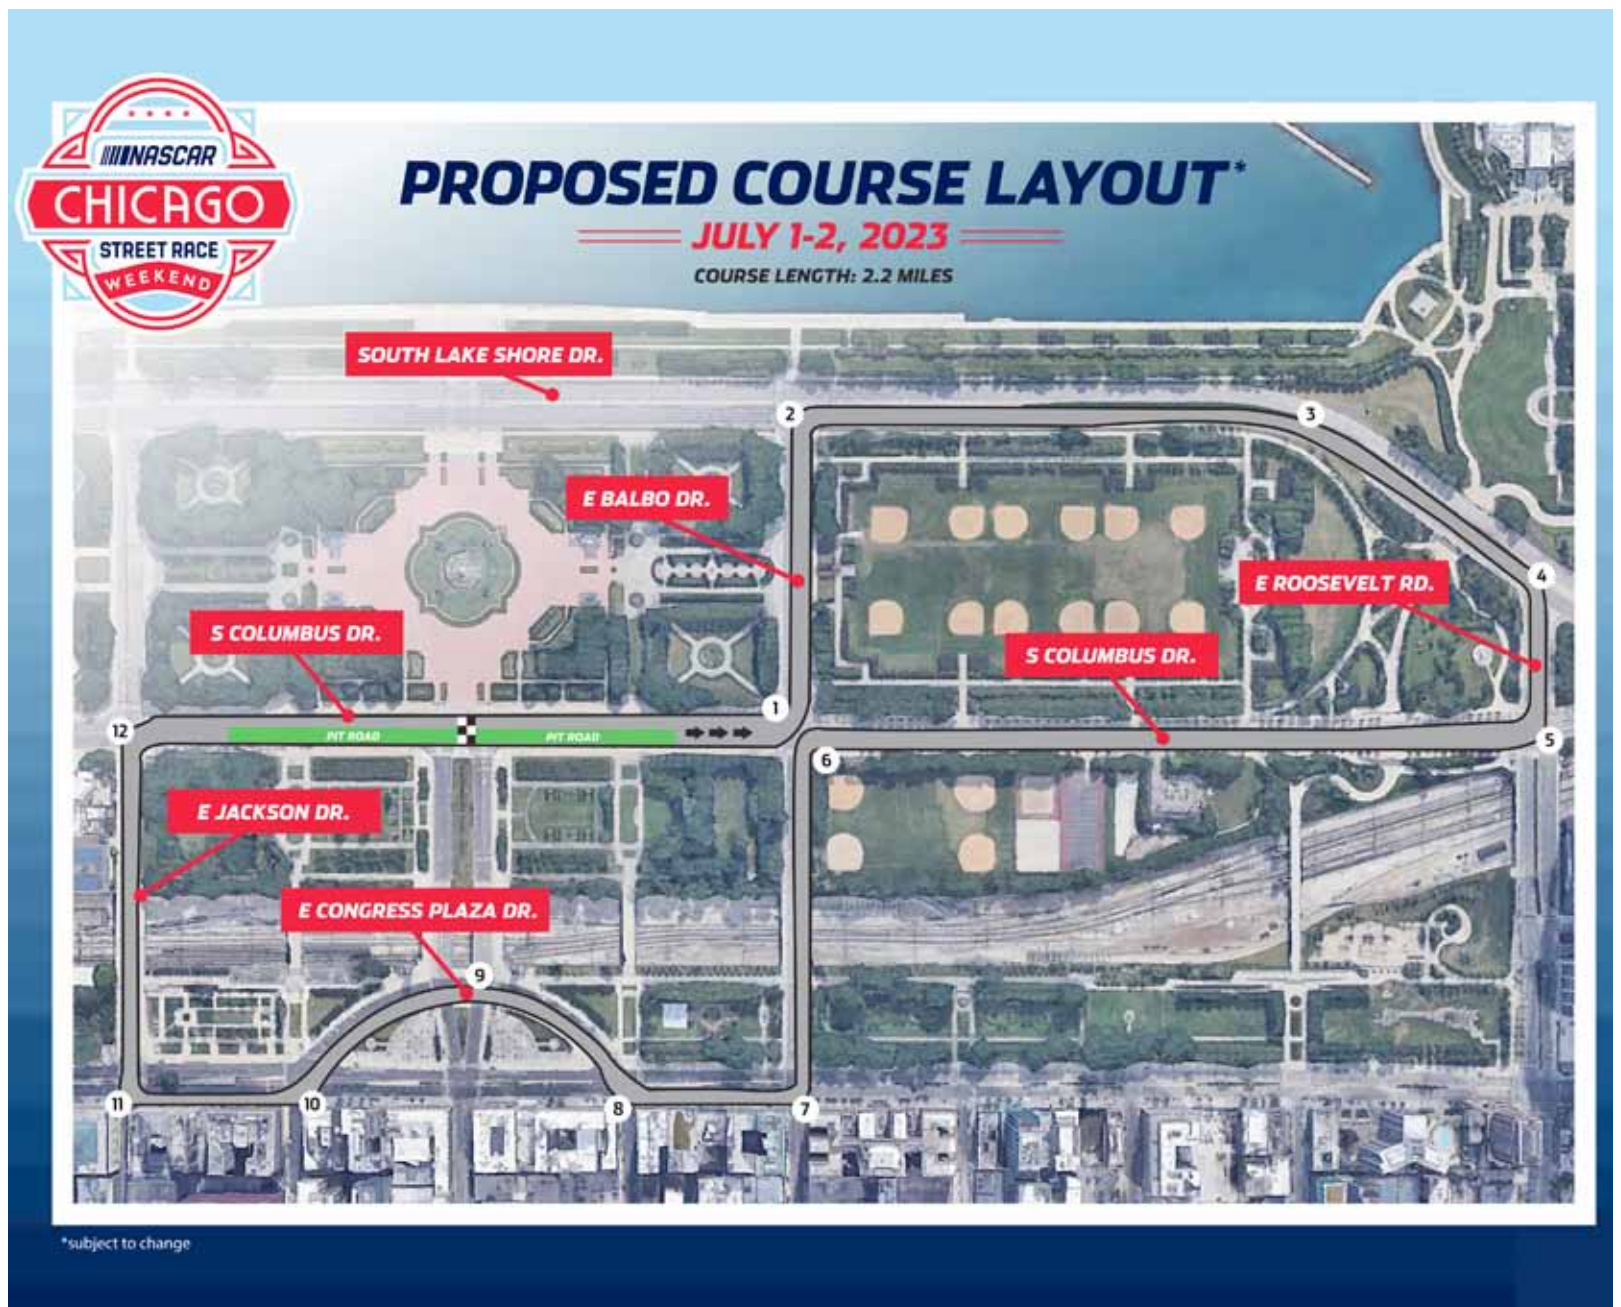 NASCAR
CHICAGO
STREET RACE
WEEKEND
PROPOSED COURSE LAYOUT*
JULY 1-2, 2023
COURSE LENGTH: 2.2 MILES
SOUTH LAKE SHORE DR.
2
3
E BALBO DR.
4
E ROOSEVELT RD.
S COLUMBUS DR.
S COLUMBUS DR.
1
12
PIT ROAD
PIT ROAD
5
6
E JACKSON DR.
E CONGRESS PLAZA DR.
9
11
10
8
7
*subject to change